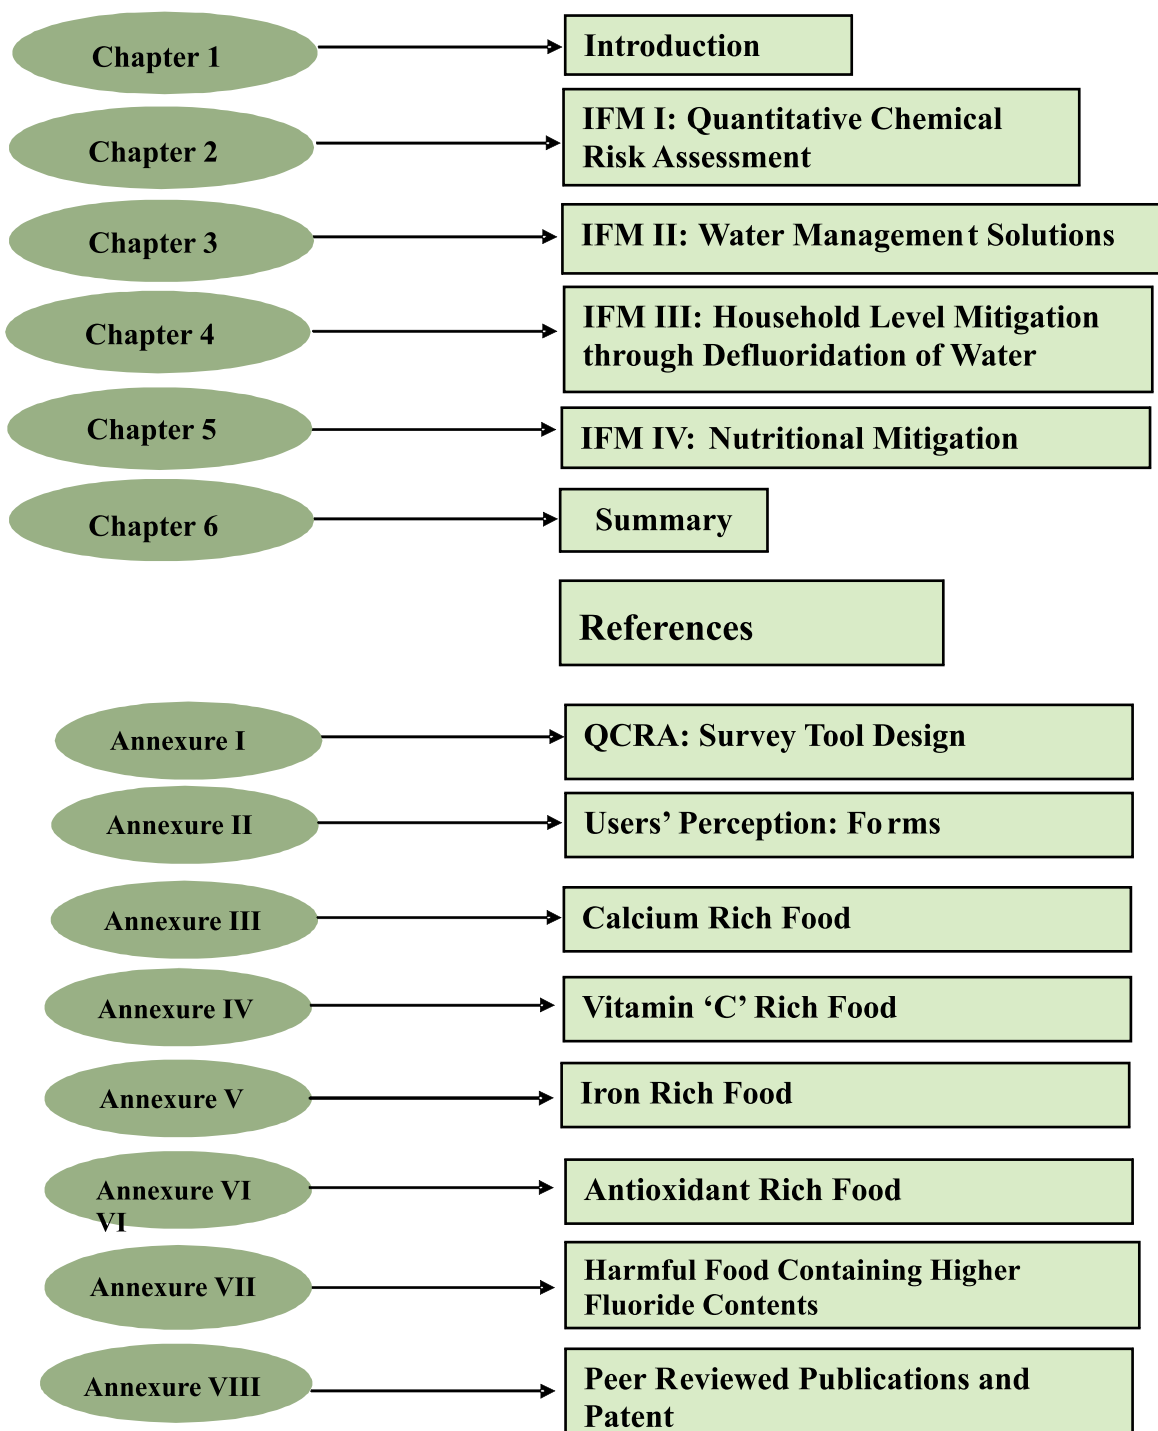 Chapter 1
Introduction
Chapter 2
IFM I: Quantitative Chemical
Risk Assessment
Chapter 3
IFM II: Water Management Solutions
Chapter 4
IFM III: Household Level Mitigation
through Defluoridation of Water
Chapter 5
IFM IV: Nutritional Mitigation
Chapter 6
Summary
References
Annexure I
QCRA: Survey Tool Design
Annexure II
Users’ Perception: Forms
Annexure III
Calcium Rich Food
Annexure IV
Vitamin ‘C’ Rich Food
Annexure V
Iron Rich Food
Annexure VI
VI
Antioxidant Rich Food
Annexure VII
Harmful Food Containing Higher
Fluoride Contents
Annexure VIII
Peer Reviewed Publications and
Patent